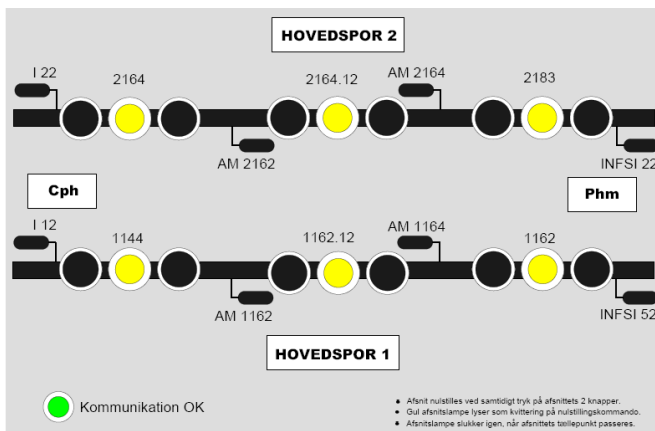 HOVEDSPOR 2
I 22
2164
2164.12
AM 2164
2183
AM 2162
INFSI 22
Cph
Phm
I 12
1144
1162.12
AM 1164
1162
AM 1162
INFSI 52
HOVEDSPOR 1
Kommunikation OK
• Afsnit nulstilles ved samtidigt tryk på afsnittets 2 knapper.
• Gul afsnitslampe lyser som kvittering på nulstillingskommando.
• Afsnitslampe slukker igen, når afsnittets tællepunkt passeres.